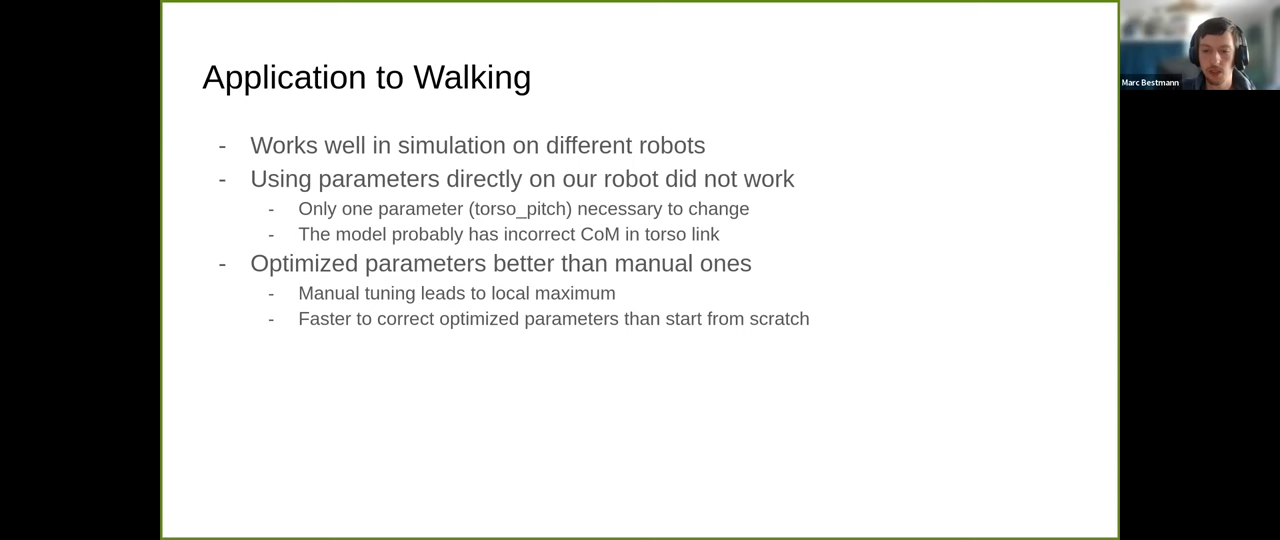 Application to Walking
Marc Bestmann
- Works well in simulation on different robots
- Using parameters directly on our robot did not work
- Only one parameter (torso_pitch) necessary to change
- The model probably has incorrect CoM in torso link
- Optimized parameters better than manual ones
- Manual tuning leads to local maximum
- Faster to correct optimized parameters than start from scratch